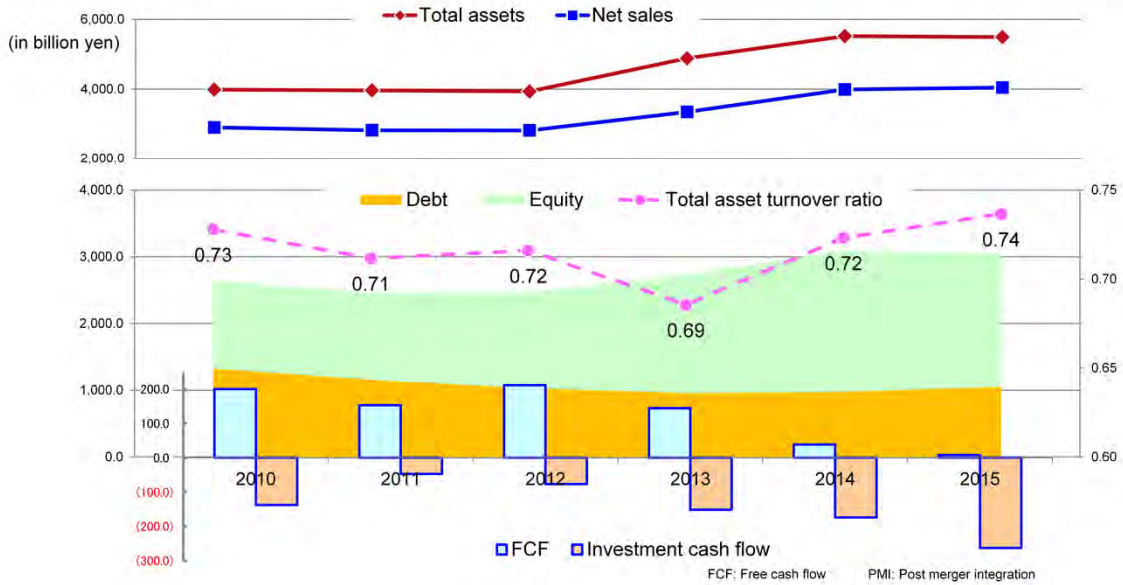 Total assets Net sales
6,000.0
(in billion yen)
4,000.0
2,000.0
4,000.0 Debt Equity Total asset turnover ratio 0.75
0.73 0.71 0.72 0.69 0.72 0.74
3,000.0 0.70
2,000.0
0.65
1,000.0 200.0
100.0
0.0 0.0 0.60
2010 2011 2012 2013 2014 2015
(100.0)
(200.0)
FCF Investment cash flow
(300.0)
FCF: Free cash flow PMI: Post merger integration